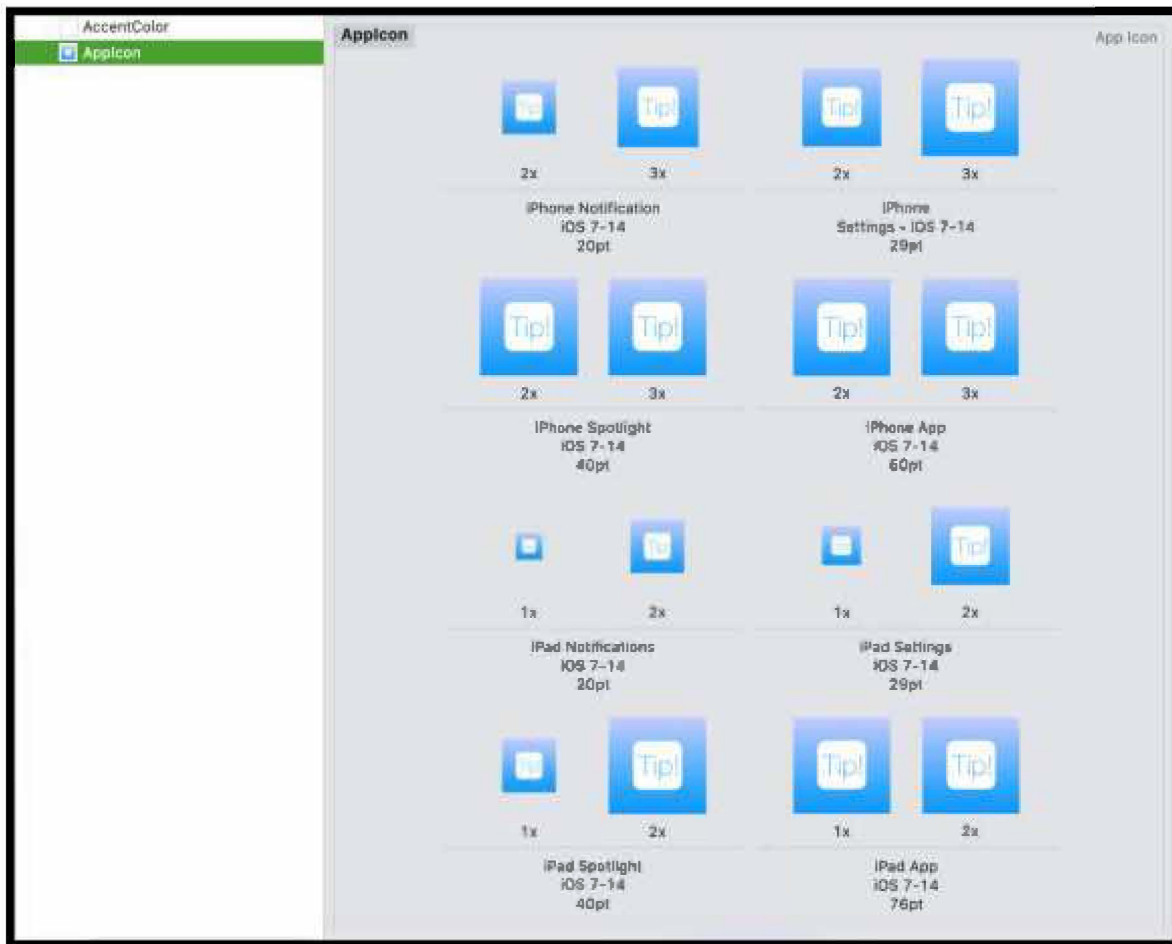 AccentColor
AppIcon
AppIcon
App Icon
Tip!
Tip!
Tip!
Tip!
2x
3x
2x
3x
iPhone Notification
iOS 7-14
20pt
iPhone
Settings - iOS 7-14
29pt
Tip!
Tip!
Tip!
Tip!
2x
3x
2x
3x
iPhone Spotlight
iOS 7-14
40pt
iPhone App
iOS 7-14
60pt
Tip!
Tip!
1x
2x
1x
2x
iPad Notifications
iOS 7-14
20pt
iPad Settings
iOS 7-14
29pt
Tip!
Tip!
Tip!
Tip!
1x
2x
1x
2x
iPad Spotlight
iOS 7-14
40pt
iPad App
iOS 7-14
76pt